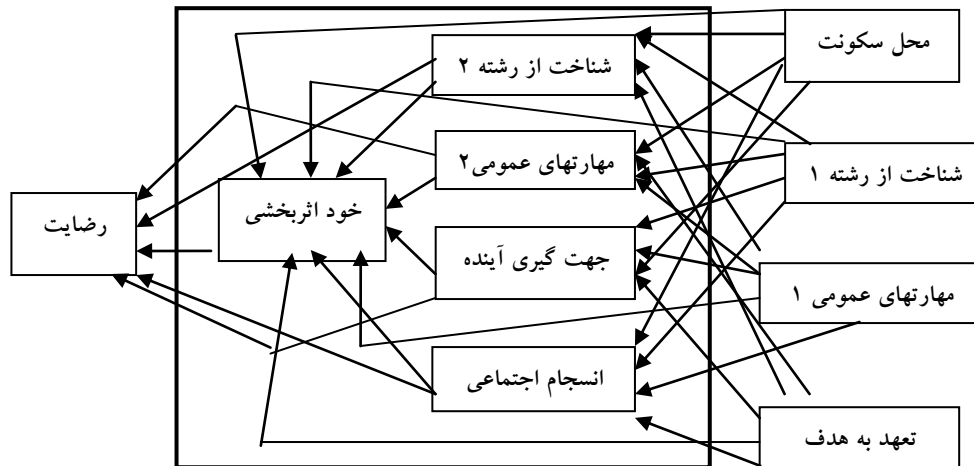 محل سکونت
شناخت از رشته ۲
مهارتهای عمومی۲
شناخت از رشته ۱
خود اثربخشی
رضایت
جهت گیری آینده
مهارتهای عمومی ۱
انسجام اجتماعی
تعهد به هدف